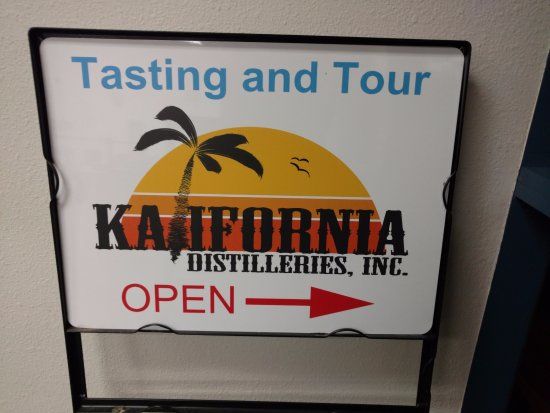 Tasting and Tour
KALIFORNIA
DISTILLERIES, INC.
OPEN